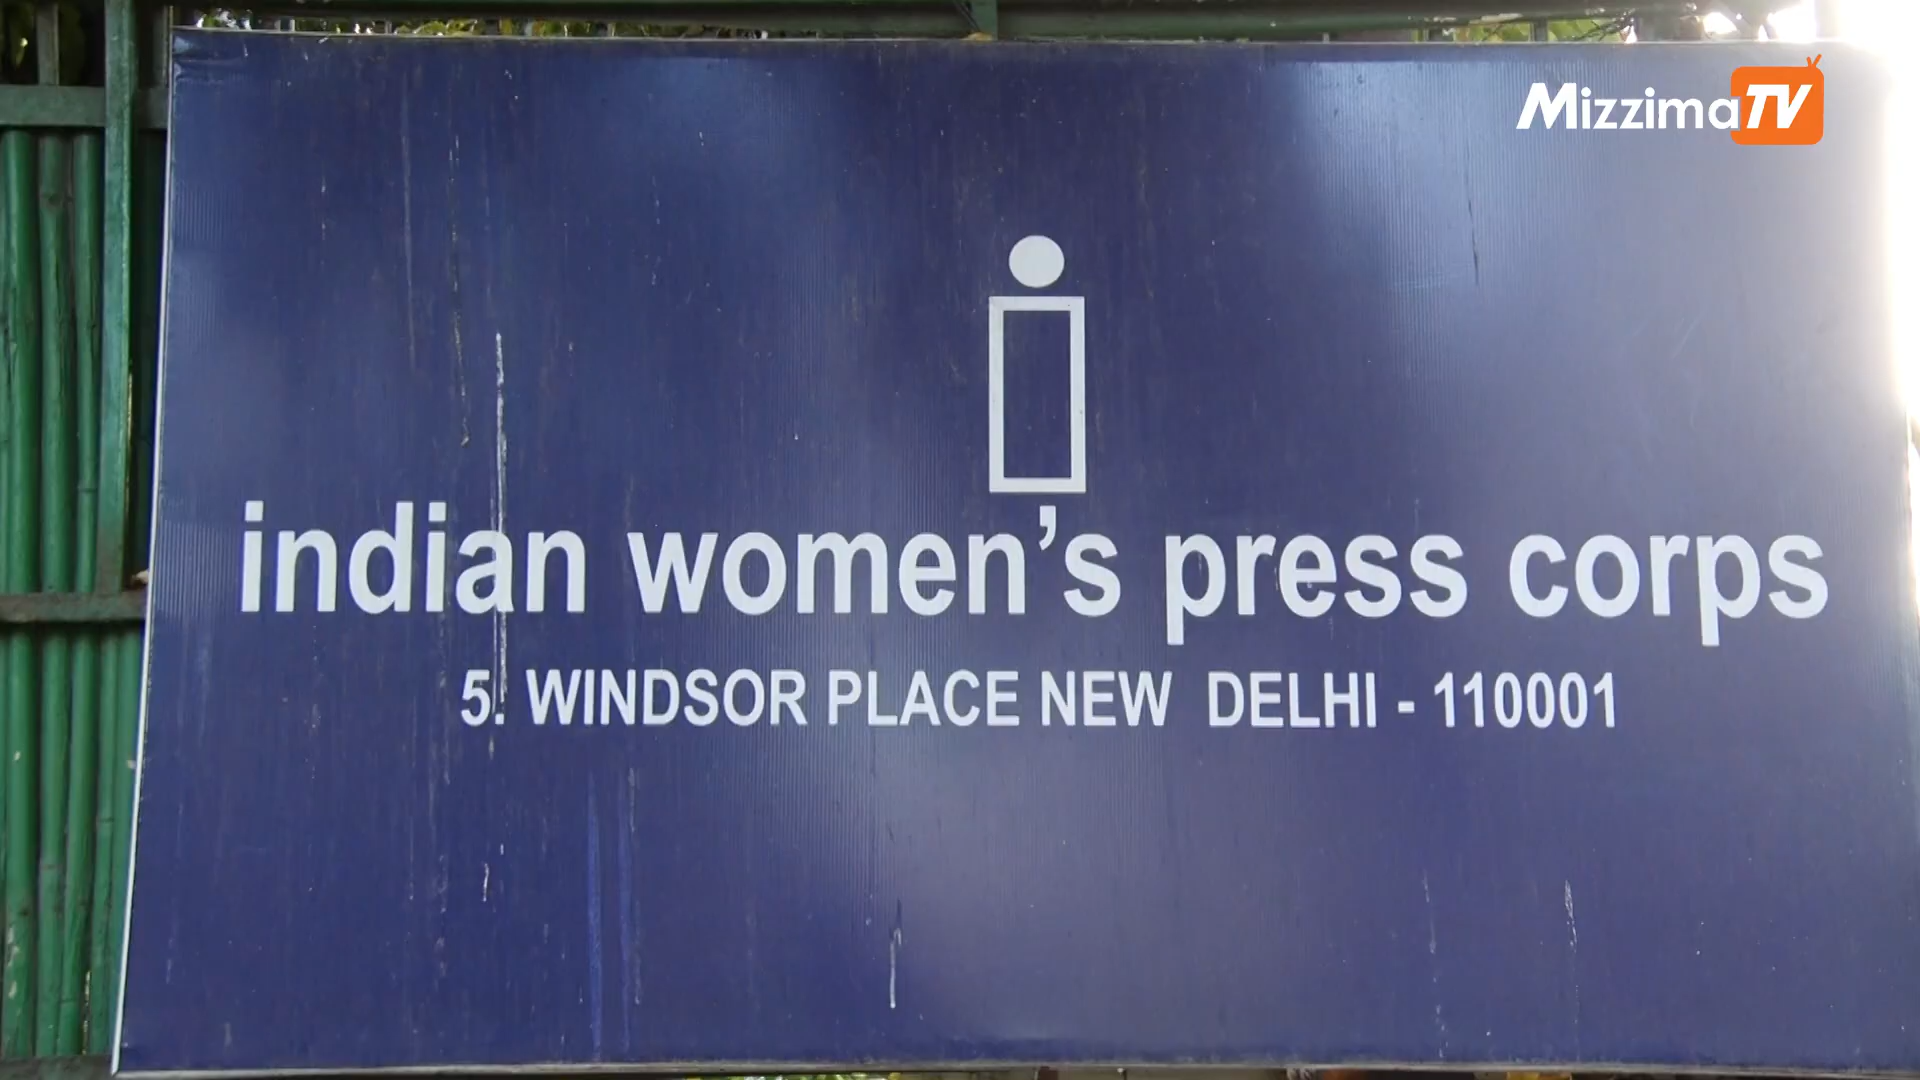 MizzimaTV
indian women's press corps
5. WINDSOR PLACE NEW DELHI - 110001